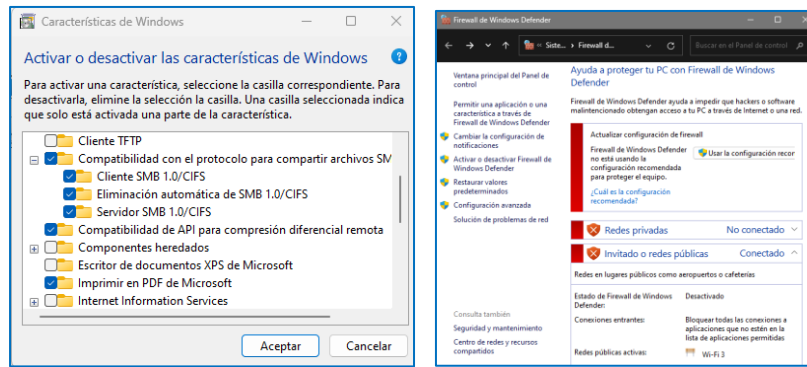 Características de Windows
Activar o desactivar las características de Windows
Para activar una característica, seleccione la casilla correspondiente. Para
desactivarla, elimine la selección la casilla. Una casilla seleccionada indica
que solo está activada una parte de la característica.
Cliente TFTP
Compatibilidad con el protocolo para compartir archivos SM
Cliente SMB 1.0/CIFS
Eliminación automática de SMB 1.0/CIFS
Servidor SMB 1.0/CIFS
Compatibilidad de API para compresión diferencial remota
Componentes heredados
Escritor de documentos XPS de Microsoft
Imprimir en PDF de Microsoft
Internet Information Services
Aceptar
Cancelar
Firewall de Windows Defender
Siste... > Firewall d...
Buscar en el Panel de control
Ventana principal del Panel de
control
Permitir una aplicación o una
característica a través de
Firewall de Windows Defender
Cambiar la configuración de
notificaciones
Activar o desactivar Firewall de
Windows Defender
Restaurar valores
predeterminados
Configuración avanzada
Solución de problemas de red
Consulta también
Seguridad y mantenimiento
Centro de redes y recursos
compartidos
Ayuda a proteger tu PC con Firewall de Windows
Defender
Firewall de Windows Defender ayuda a impedir que hackers o software
malintencionado obtengan acceso a tu PC a través de Internet o una red.
Actualizar configuración de firewall
Firewall de Windows Defender
no está usando la
configuración recomendada
para proteger el equipo.
Usar la configuración recor
¿Cuál es la configuración
recomendada?
Redes privadas No conectado
Invitado o redes públicas Conectado
Redes en lugares públicos como aeropuertos o cafeterías
Estado de Firewall de Windows
Defender:
Desactivado
Conexiones entrantes:
Bloquear todas las conexiones a
aplicaciones que no estén en la
lista de aplicaciones permitidas
Redes públicas activas:
Wi-Fi 3